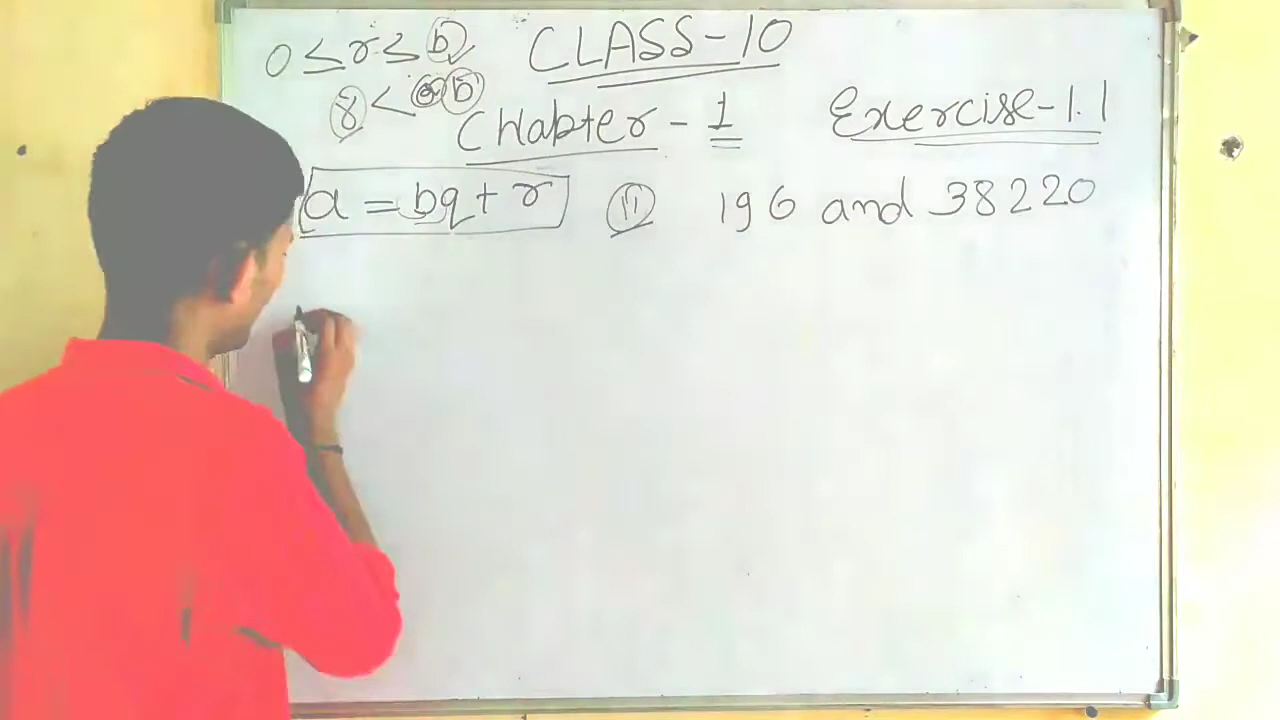 0 ≤ r ≤ b CLASS-10
r < b
Chapter - 1 Exercise-1.1
a = bq + r (ii) 196 and 38220